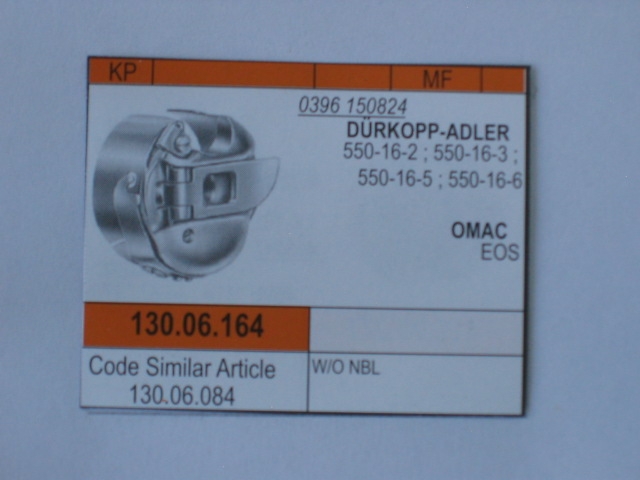 KP MF
0396 150824
DÜRKOPP-ADLER
550-16-2 ; 550-16-3 ;
550-16-5 ; 550-16-6
OMAC
EOS
130.06.164
Code Similar Article
130.06.084
W/O NBL